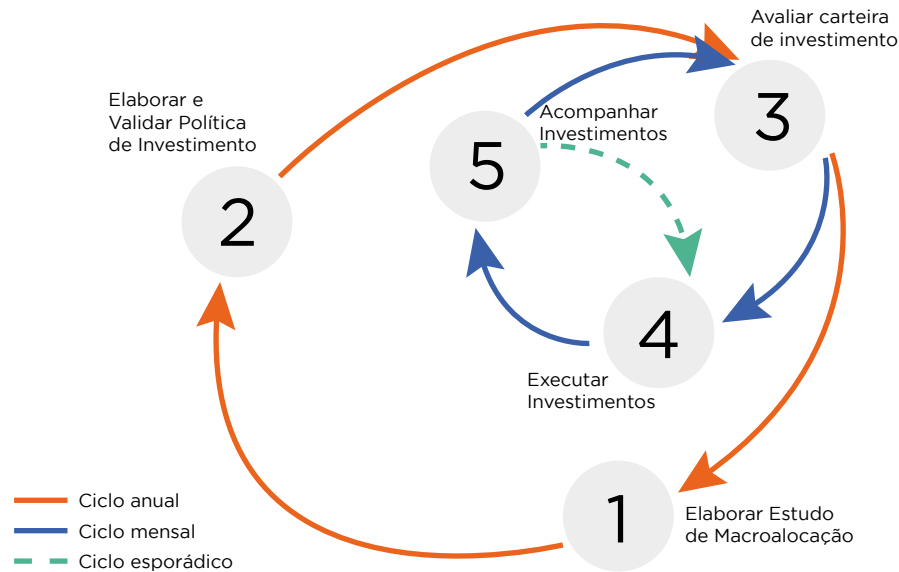 Avaliar carteira
de investimento
3
Elaborar e
Validar Política
de Investimento
2
Acompanhar
Investimentos
5
4
Executar
Investimentos
1
Elaborar Estudo
de Macroalocação
Ciclo anual
Ciclo mensal
Ciclo esporádico